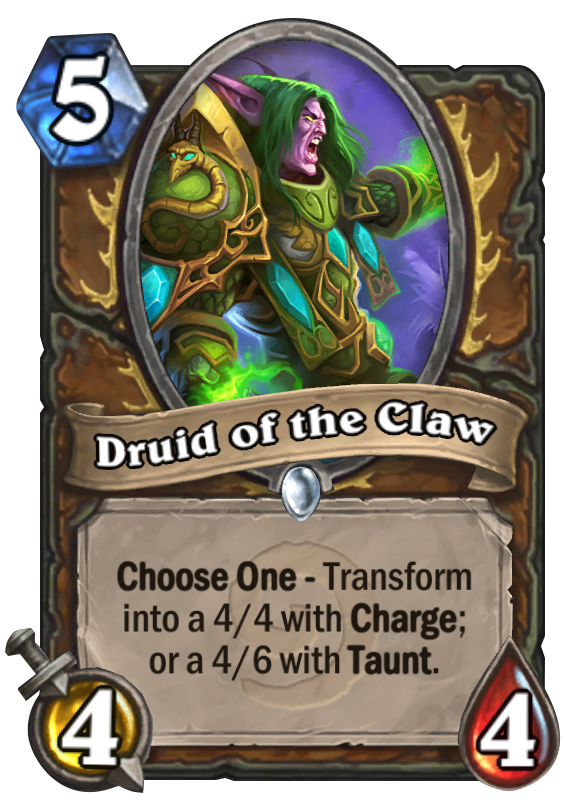 5
Druid of the Claw
Choose One - Transform
into a 4/4 with Charge;
or a 4/6 with Taunt.
4
4